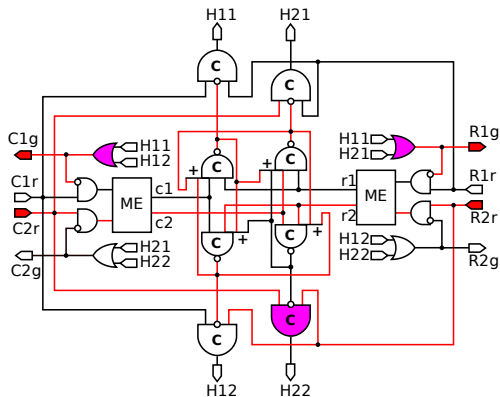 H11 H21
C C
C1g H11 H12 H11 H21 R1g
C C
+ +
C1r ME c1 r1 ME R1r
C2r c2 r2 R2r
C + C +
C2g H21 H22 H12 H22 R2g
C C
H12 H22